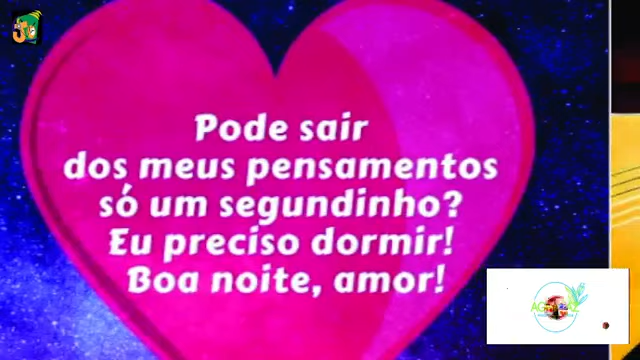 Pode sair
dos meus pensamentos
só um segundinho?
Eu preciso dormir!
Boa noite, amor!